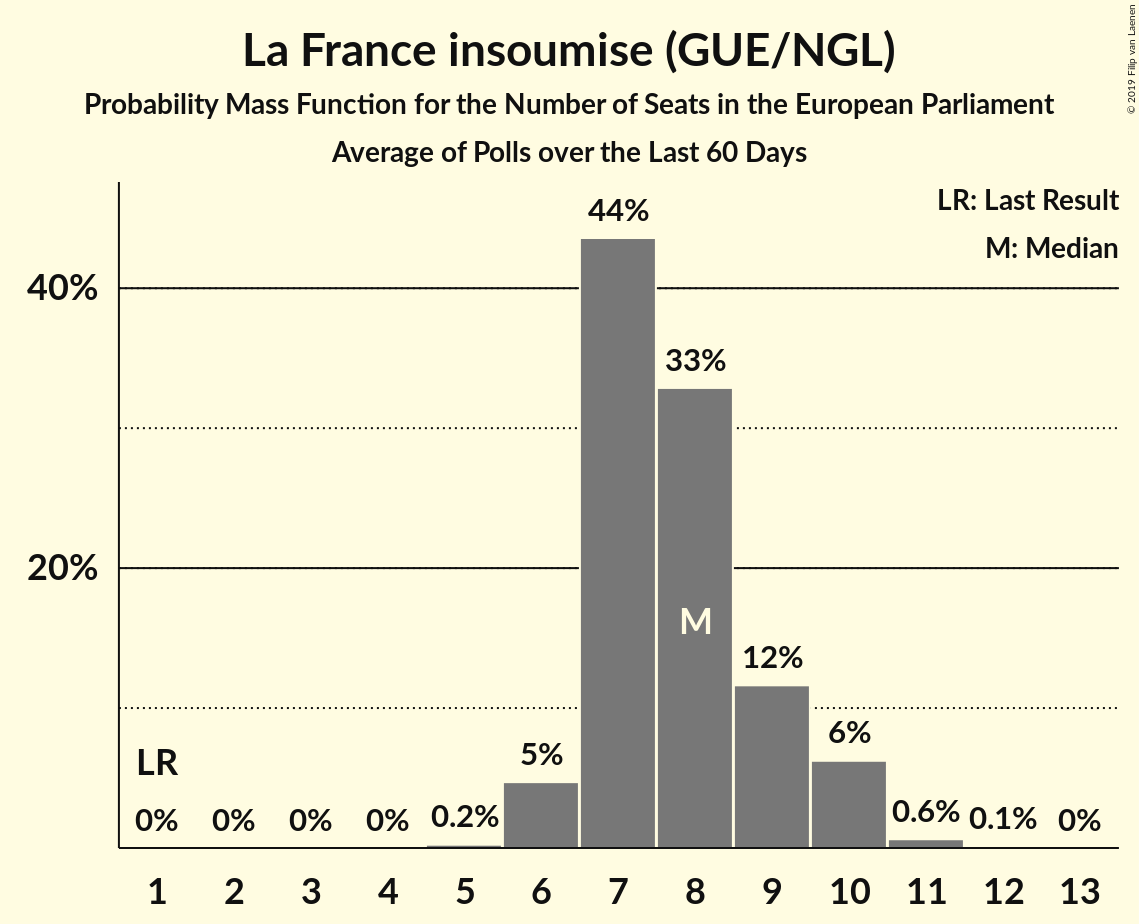 La France insoumise (GUE/NGL)
Probability Mass Function for the Number of Seats in the European Parliament
Average of Polls over the Last 60 Days
© 2019 Filip van Laenen
LR: Last Result
M: Median
44%
40%
33%
20%
M
12%
6%
5%
LR
0% 0% 0% 0% 0.2% 0.6% 0.1% 0%
1 2 3 4 5 6 7 8 9 10 11 12 13